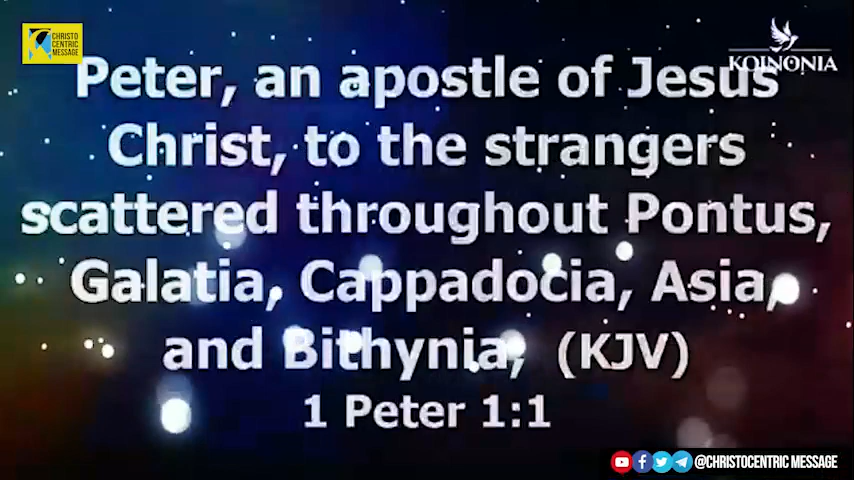 CHRISTO
CENTRIC
MESSAGE
KOINONIA
Peter, an apostle of Jesus
Christ, to the strangers
scattered throughout Pontus,
Galatia, Cappadocia, Asia,
and Bithynia, (KJV)
1 Peter 1:1
@CHRISTOCENTRIC MESSAGE